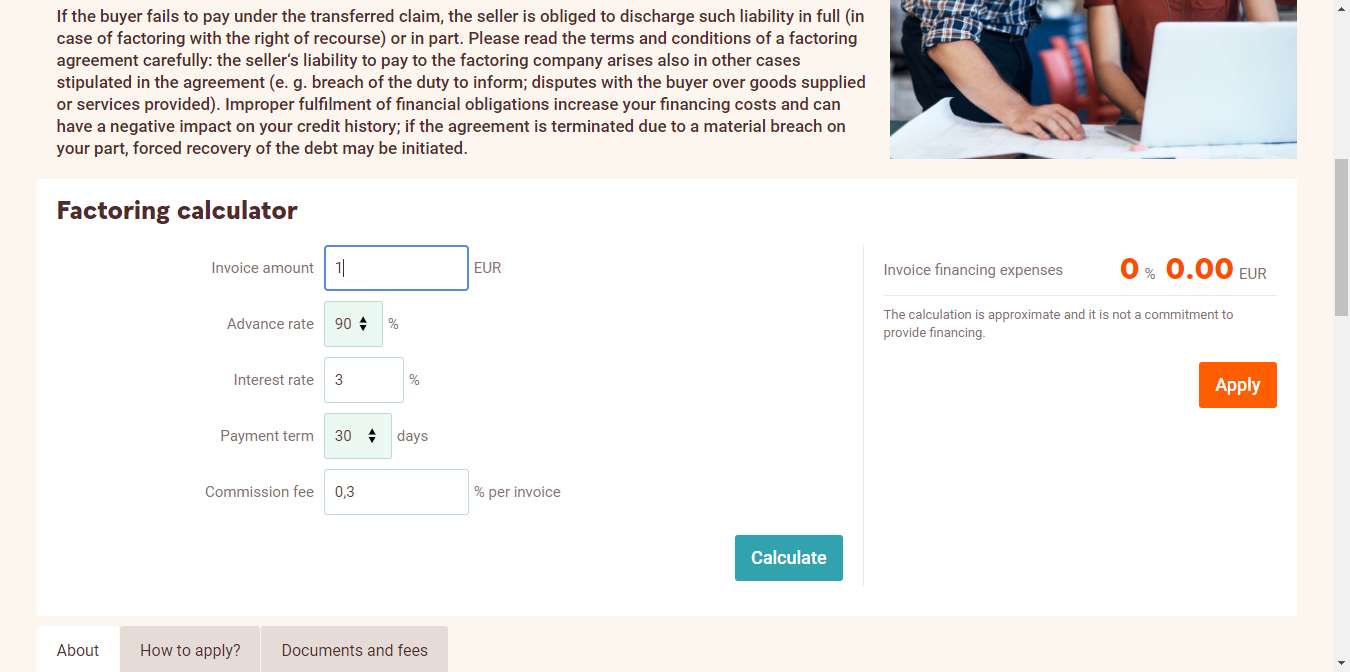 If the buyer fails to pay under the transferred claim, the seller is obliged to discharge such liability in full (in
case of factoring with the right of recourse) or in part. Please read the terms and conditions of a factoring
agreement carefully: the seller‘s liability to pay to the factoring company arises also in other cases
stipulated in the agreement (e. g. breach of the duty to inform; disputes with the buyer over goods supplied
or services provided). Improper fulfilment of financial obligations increase your financing costs and can
have a negative impact on your credit history; if the agreement is terminated due to a material breach on
your part, forced recovery of the debt may be initiated.
Factoring calculator
Invoice amount 1 EUR
Advance rate 90 %
Interest rate 3 %
Payment term 30 days
Commission fee 0,3 % per invoice
Calculate
Invoice financing expenses 0 % 0.00 EUR
The calculation is approximate and it is not a commitment to
provide financing.
Apply
About How to apply? Documents and fees